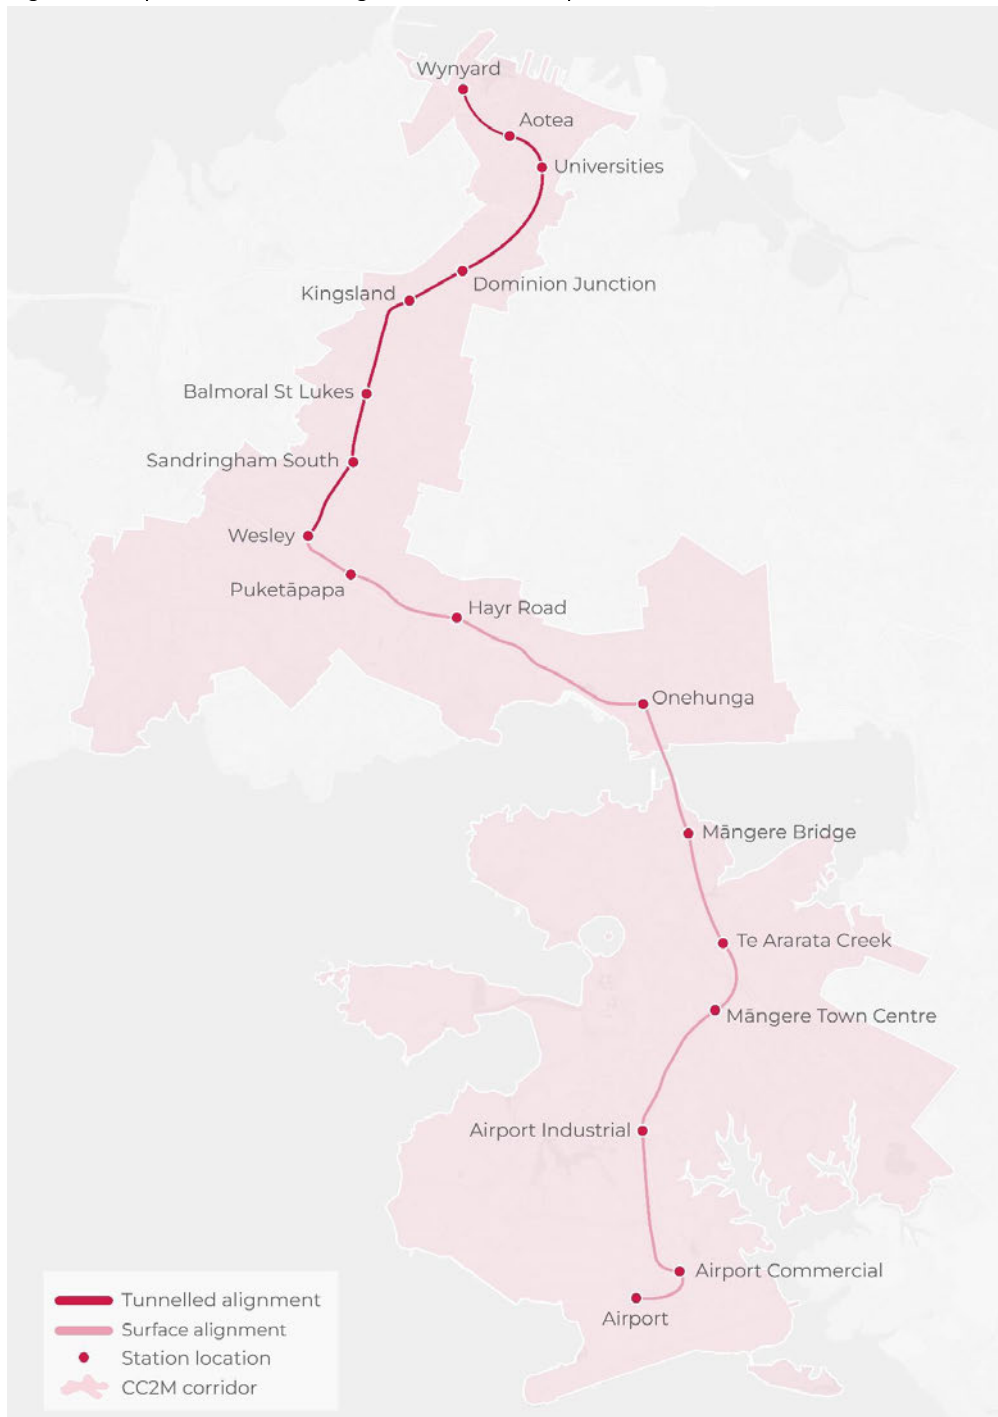 Wynyard
Aotea
Universities
Dominion Junction
Kingsland
Balmoral St Lukes
Sandringham South
Wesley
Puketāpapa
Hayr Road
Onehunga
Māngere Bridge
Te Ararata Creek
Māngere Town Centre
Airport Industrial
Airport Commercial
Airport
Tunnelled alignment
Surface alignment
Station location
CC2M corridor